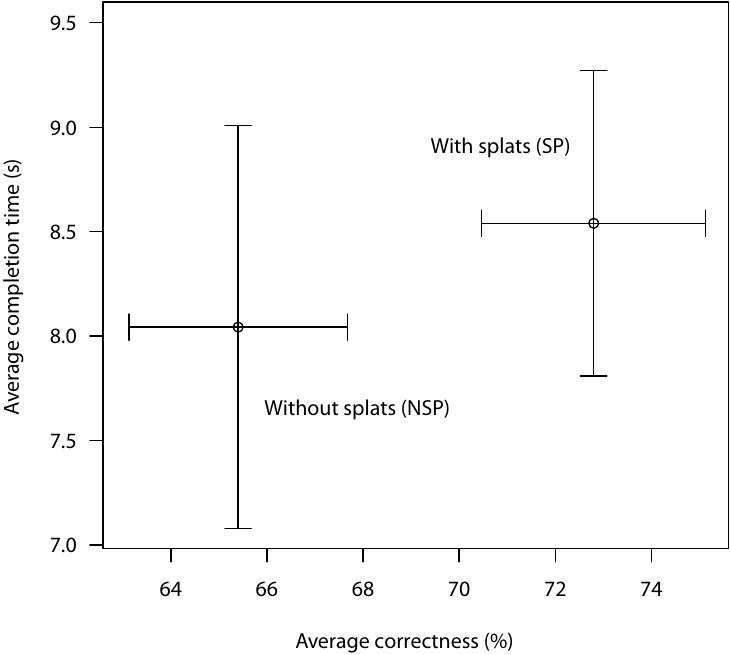 9.5
9.0
8.5
8.0
7.5
7.0
Average completion time (s)
With splats (SP)
Without splats (NSP)
64 66 68 70 72 74
Average correctness (%)